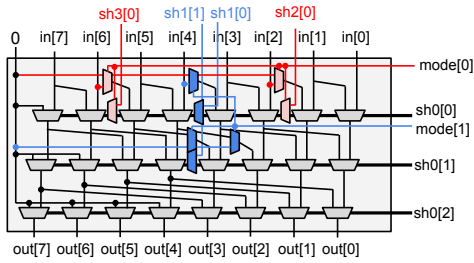 sh3[0] sh1[1] sh1[0] sh2[0]
0 in[7] in[6] in[5] in[4] in[3] in[2] in[1] in[0]
mode[0]
sh0[0]
mode[1]
sh0[1]
sh0[2]
out[7] out[6] out[5] out[4] out[3] out[2] out[1] out[0]